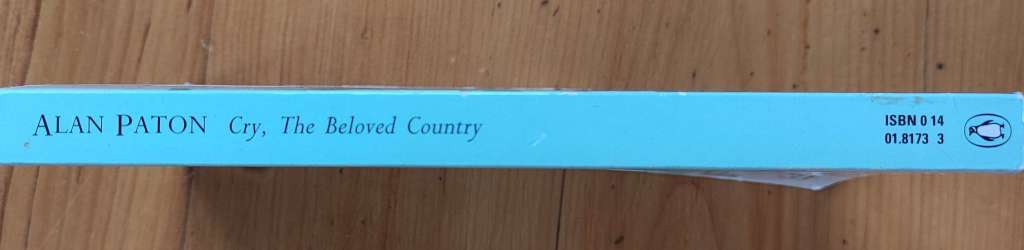 ALAN PATON Cry, The Beloved Country
ISBN 0 14
01.8173 3